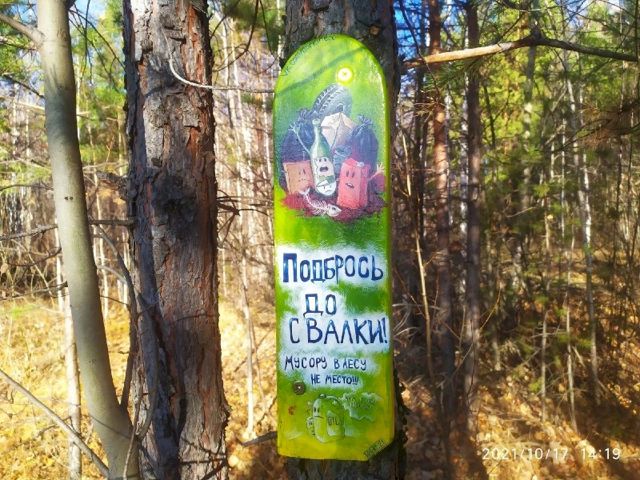 ПОДБРОСЬ
ДО
СВАЛКИ!
МУСОРУ В ЛЕСУ
НЕ МЕСТО!!!
2021/10/17 14:19